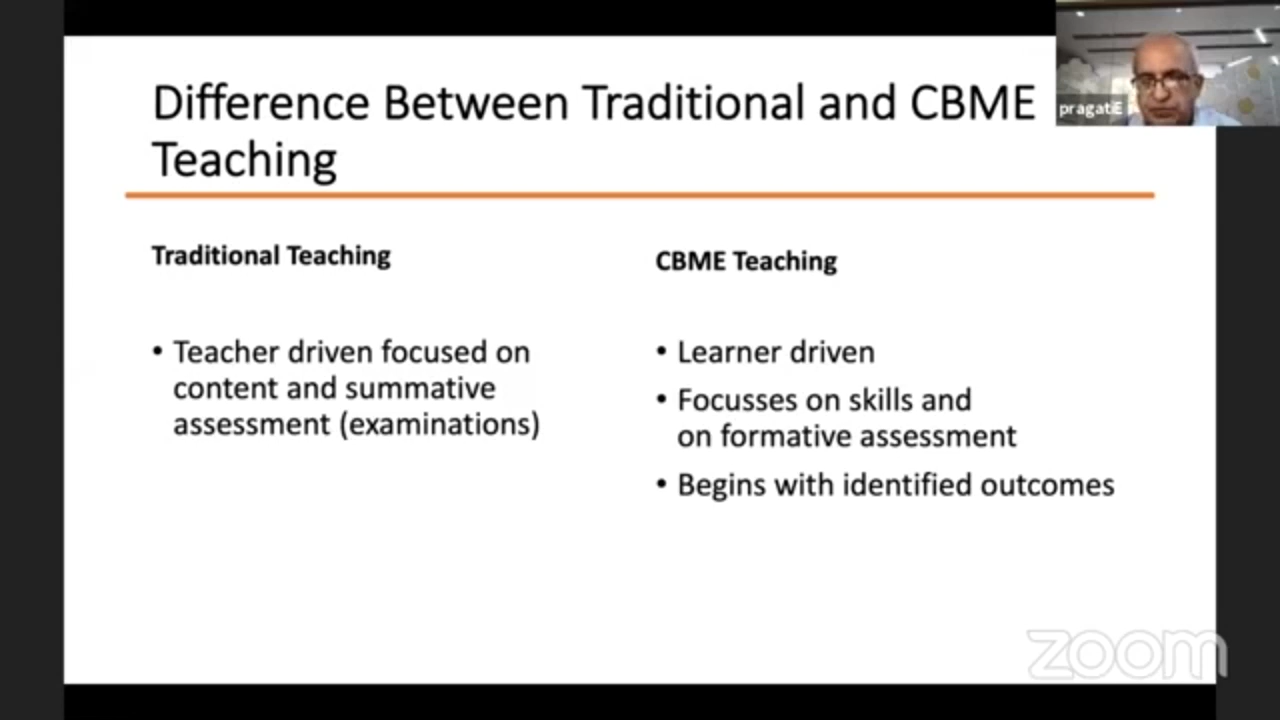 Difference Between Traditional and CBME
Teaching
pragatiE
Traditional Teaching
• Teacher driven focused on
content and summative
assessment (examinations)
CBME Teaching
• Learner driven
• Focusses on skills and
on formative assessment
• Begins with identified outcomes
zoom